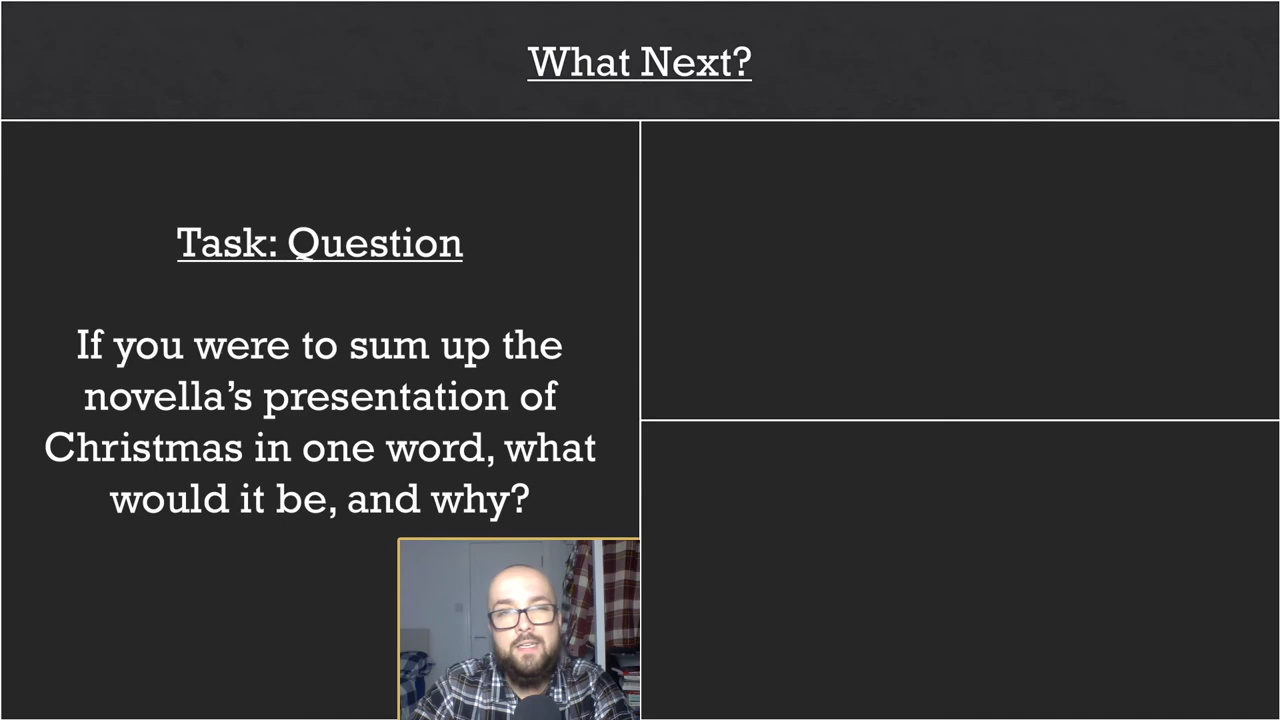 What Next?
Task: Question
If you were to sum up the
novella’s presentation of
Christmas in one word, what
would it be, and why?